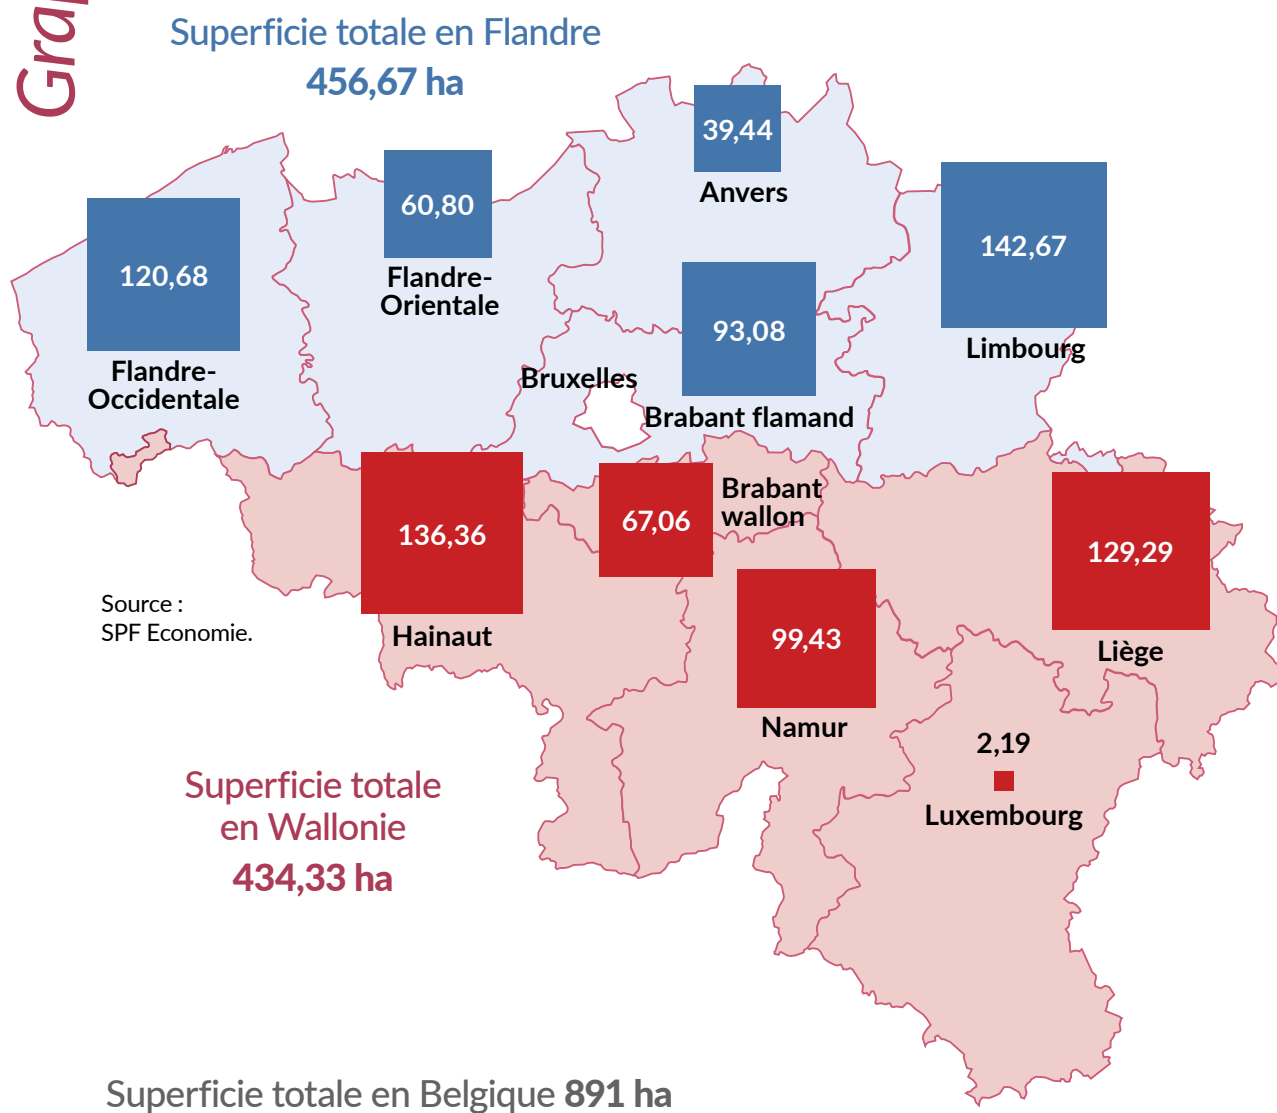 Superficie totale en Flandre
456,67 ha
39,44
Anvers
60,80
Flandre-
Orientale
142,67
Limbourg
120,68
Flandre-
Occidentale
93,08
Brabant flamand
Bruxelles
136,36
Hainaut
67,06
Brabant
wallon
129,29
Liège
99,43
Namur
2,19
Luxembourg
Source :
SPF Economie.
Superficie totale
en Wallonie
434,33 ha
Superficie totale en Belgique 891 ha